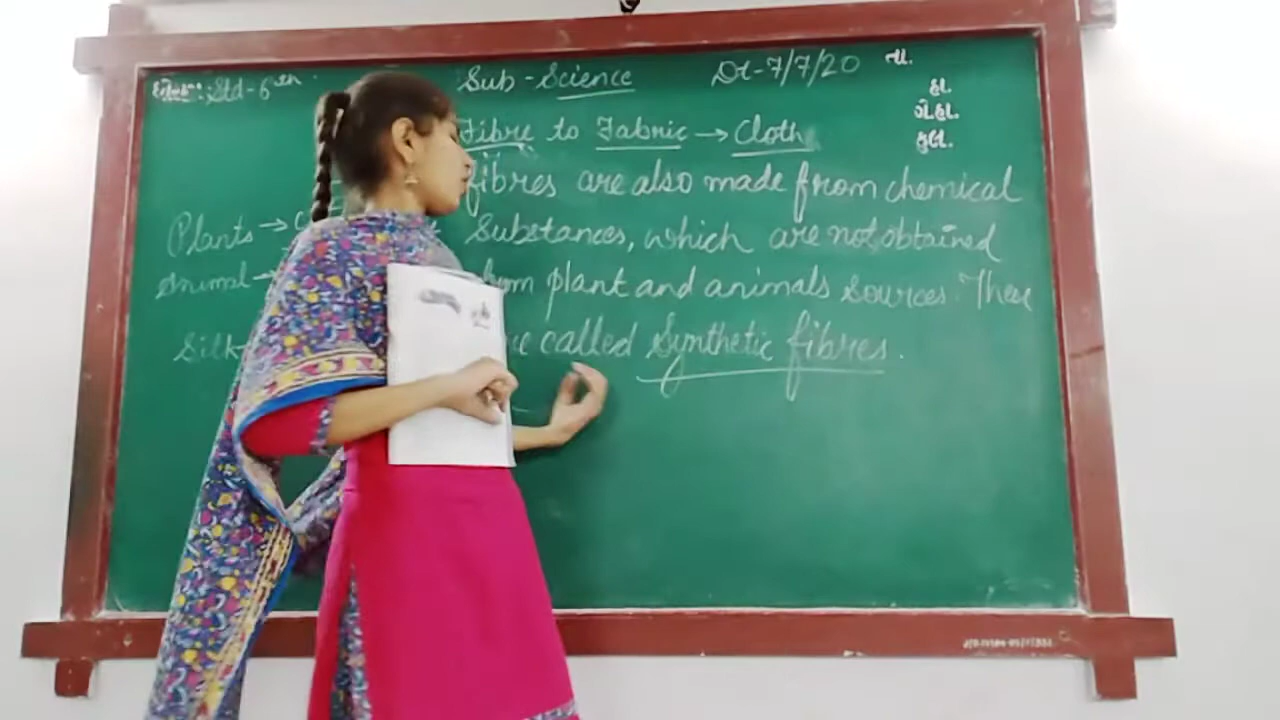 Std-6th Sub-Science Dt-7/7/20 તા.
હા.
Fibre to Fabric → Cloth ગે.હા.
કુલ.
fibres are also made from chemical
Plants → Substances, which are not obtained
Animal → from plant and animals sources. These
Silk called Synthetic fibres.